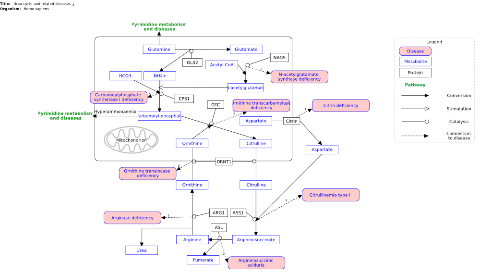 Title: Urea cycle and related diseases
Organism: Homo sapiens
Pyrimidine metabolism
and diseases
Legend
Glutamine
Glutamate
Disease
GLS2
NAGS
Metabolite
Acetyl-CoA
Protein
HCO3-
NH4+
N-acetyl glutamate
synthase deficiency
Pathway
N-acetylglutamate
Conversion
Carbamoylphosphate
synthetase I deficiency
CPS1
OTC
Ornithine transcarbamylase
deficiency
Citrin deficiency
Stimulation
Hyperammonemia
Pyrimidine metabolism
and diseases
Carbamoyl-phosphate
Aspartate
Citrin
Catalysis
Mitochondrion
Connection
to disease
Ornithine
Citrulline
Aspartate
ORNT1
Ornithine translocase
deficiency
Ornithine
Citrulline
Citrullinemia type I
Arginase deficiency
ARG1
ASS1
ASL
Arginine
Argininosuccinate
Urea
Fumarate
Argininosuccinic
aciduria